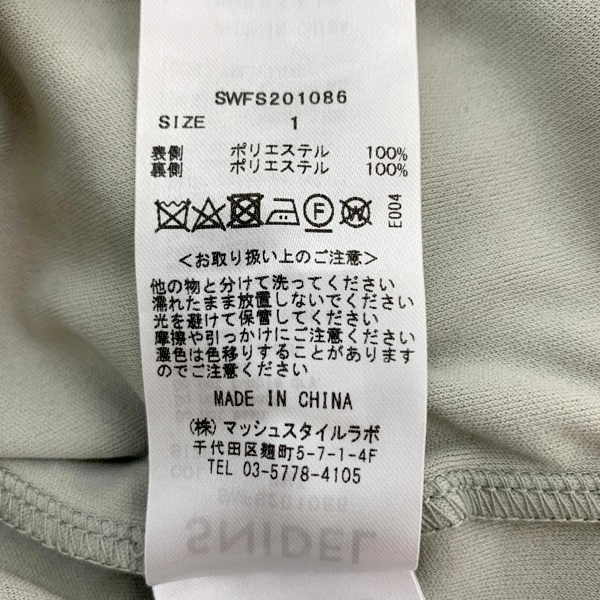 SWFS201086
SIZE 1
表側 ポリエステル 100%
裏側 ポリエステル 100%
F W E004
<お取り扱い上のご注意>
他の物と分けて洗ってください
濡れたまま放置しないでください
光を避けて保管してください
摩擦や引っかけにご注意ください
濃色は色移りすることがあります
のでご注意ください
MADE IN CHINA
(株)マッシュスタイルラボ
千代田区麹町5-7-1-4F
TEL 03-5778-4105
SNIDEL